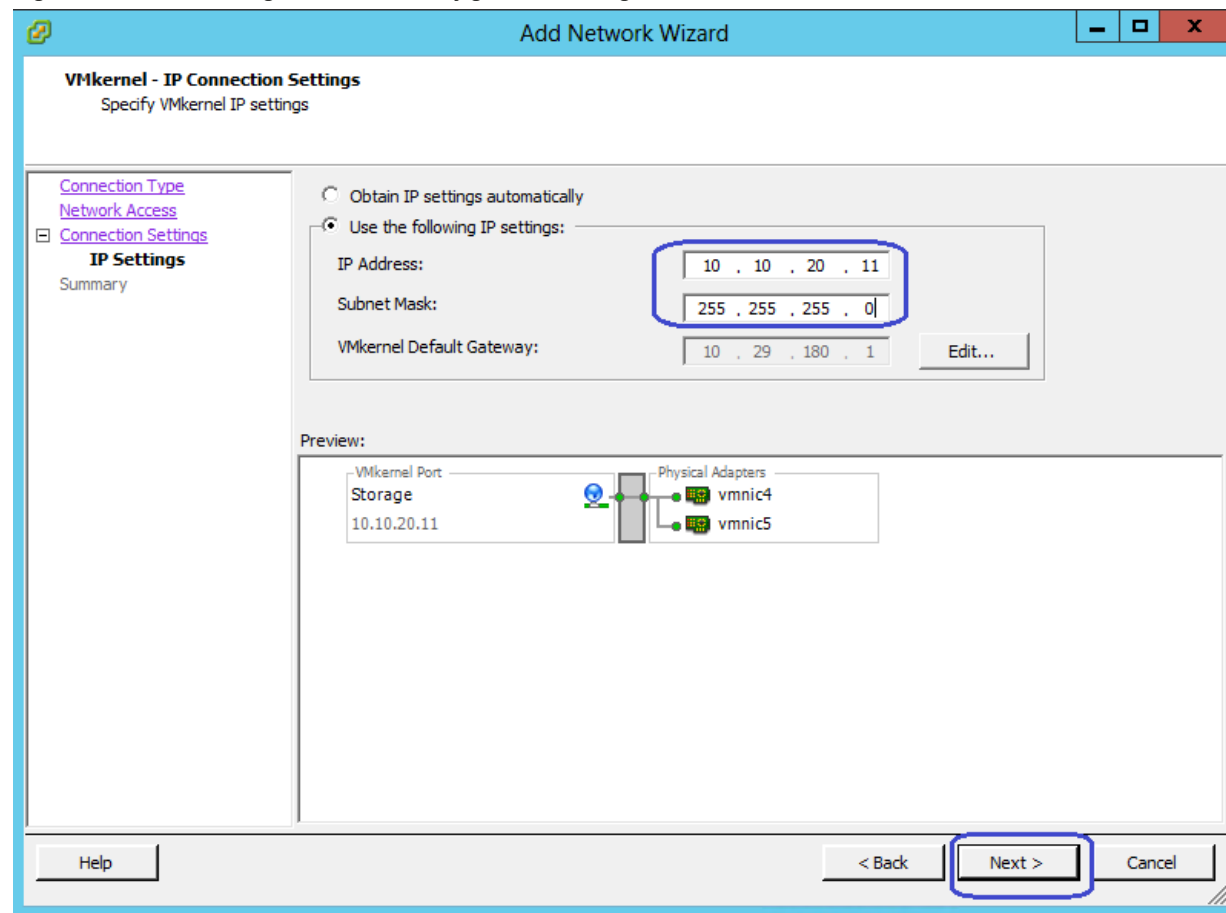 Add Network Wizard
VMkernel - IP Connection Settings
Specify VMkernel IP settings
Connection Type
Network Access
Connection Settings
IP Settings
Summary
Obtain IP settings automatically
Use the following IP settings:
IP Address:
10 . 10 . 20 . 11
Subnet Mask:
255 . 255 . 255 . 0
VMkernel Default Gateway:
10 . 29 . 180 . 1
Edit...
Preview:
VMkernel Port
Storage
10.10.20.11
Physical Adapters
vmnic4
vmnic5
Help
< Back
Next >
Cancel